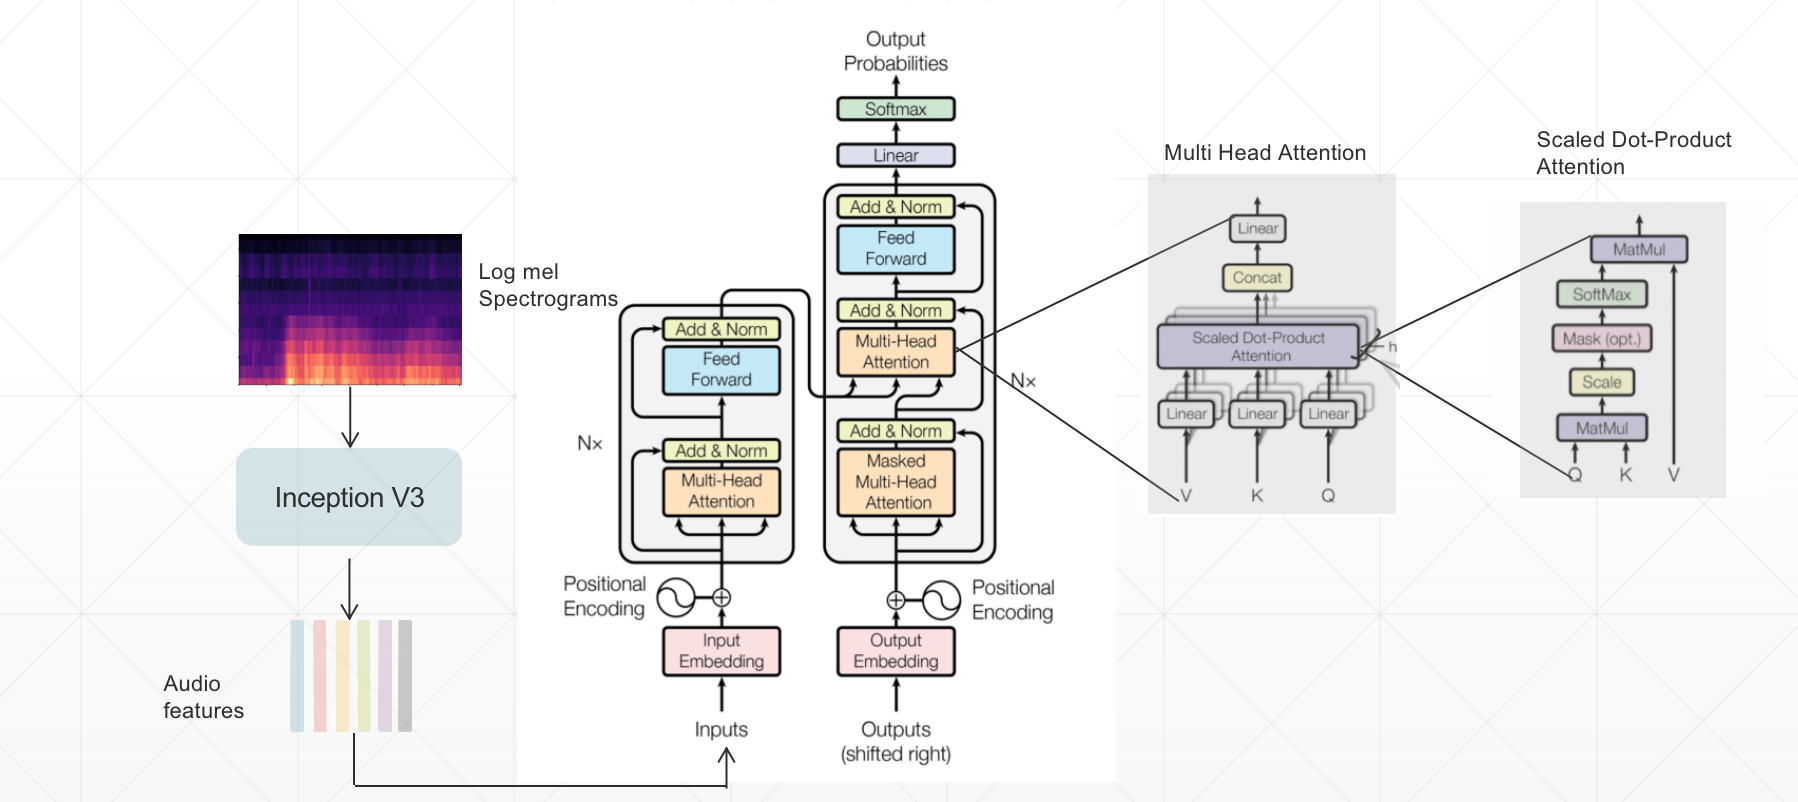 Log mel
Spectrograms
Inception V3
Audio
features
Output
Probabilities
Softmax
Linear
Add & Norm
Feed
Forward
Add & Norm
Multi-Head
Attention
Nx
Add & Norm
Masked
Multi-Head
Attention
Positional
Encoding
Output
Embedding
Outputs
(shifted right)
Add & Norm
Feed
Forward
Nx
Add & Norm
Multi-Head
Attention
Positional
Encoding
Input
Embedding
Inputs
Multi Head Attention
Linear
Concat
Scaled Dot-Product
Attention
h
Linear
Linear
Linear
V
K
Q
Scaled Dot-Product
Attention
MatMul
SoftMax
Mask (opt.)
Scale
MatMul
Q
K
V